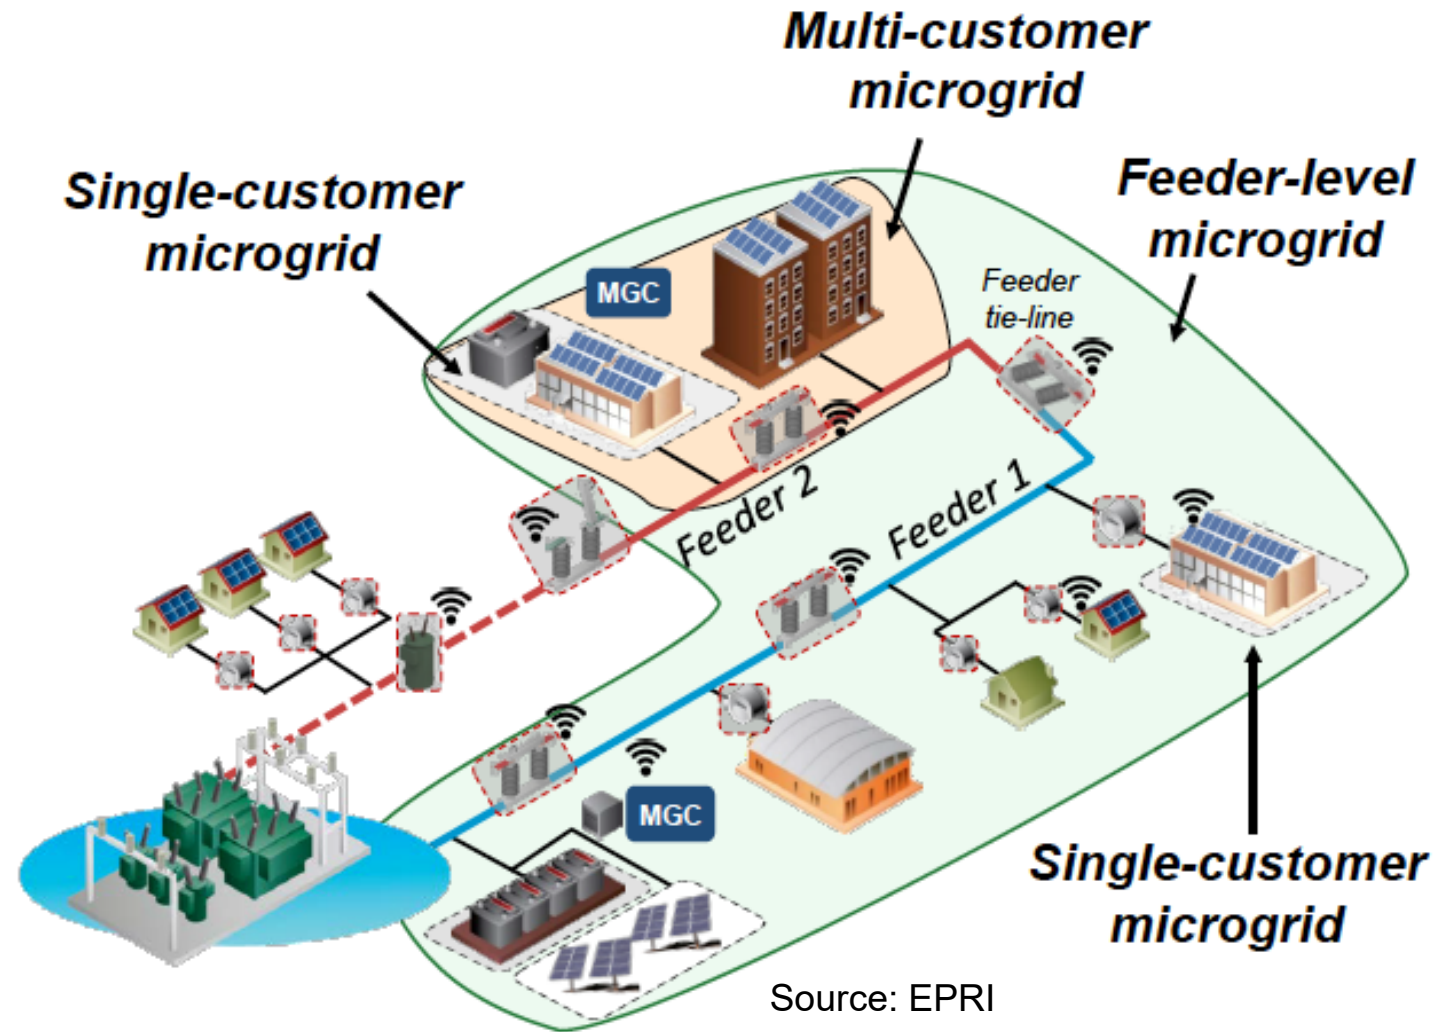 Multi-customer
microgrid
Single-customer
microgrid
Feeder-level
microgrid
MGC
Feeder
tie-line
Feeder 2
Feeder 1
MGC
Single-customer
microgrid
Source: EPRI